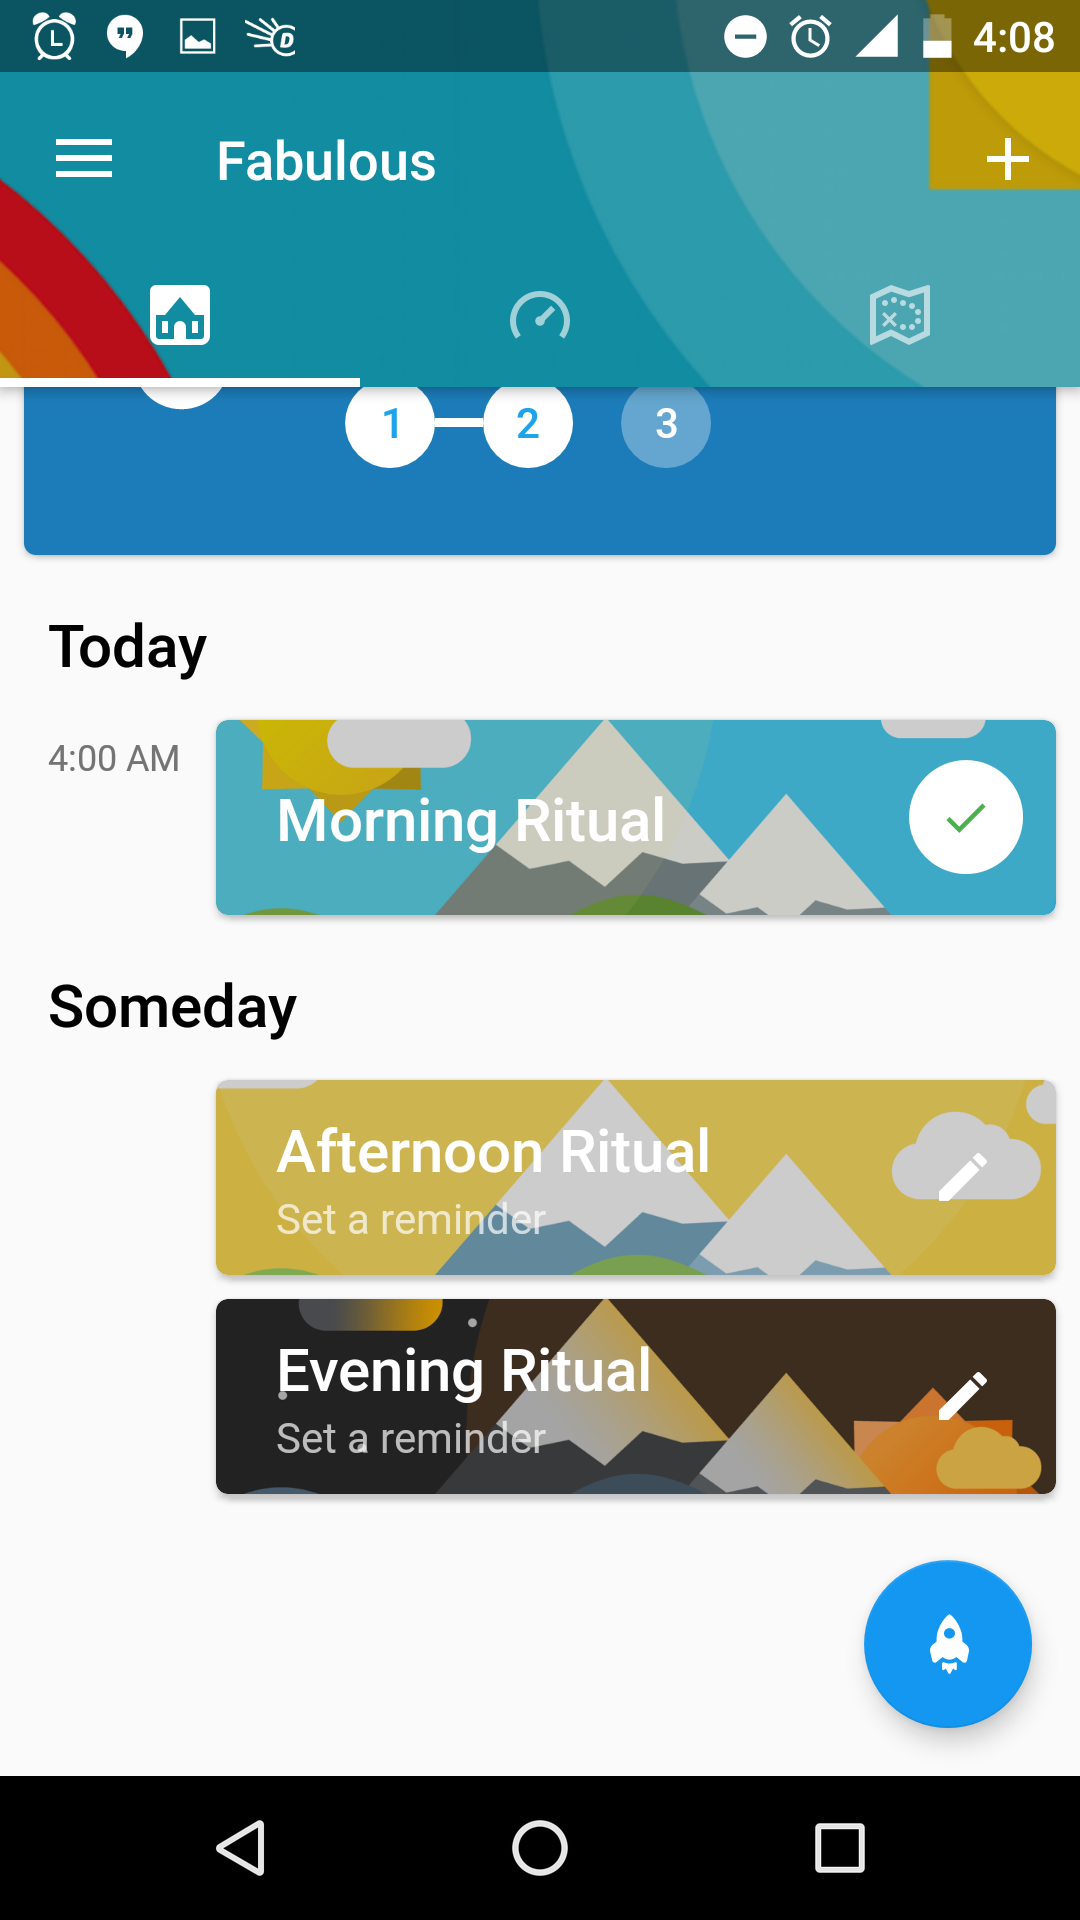 4:08
Fabulous
1 2 3
Today
4:00 AM
Morning Ritual
Someday
Afternoon Ritual
Set a reminder
Evening Ritual
Set a reminder